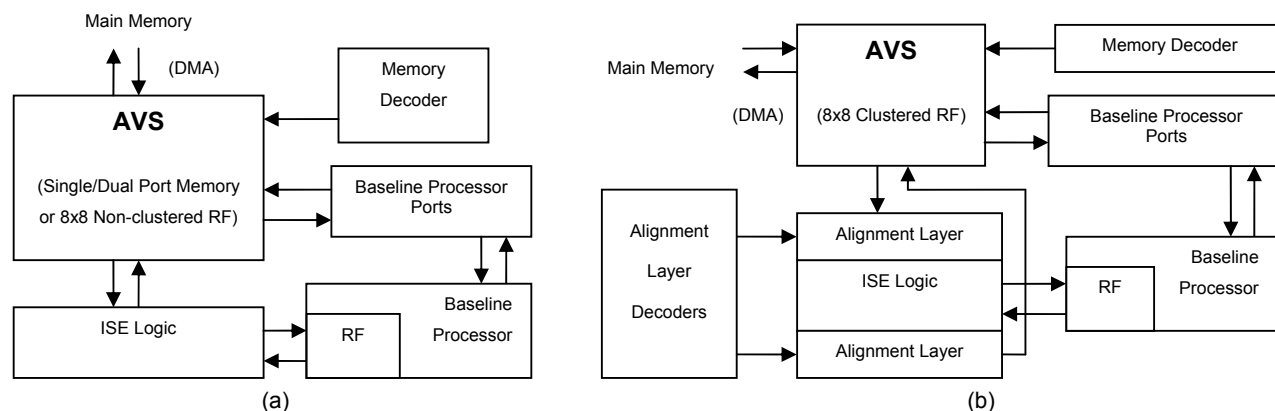 Main Memory
(DMA)
AVS
(Single/Dual Port Memory
or 8x8 Non-clustered RF)
Memory
Decoder
Baseline Processor
Ports
ISE Logic
RF
Baseline
Processor
(a)
Main Memory
(DMA)
AVS
(8x8 Clustered RF)
Memory Decoder
Baseline Processor
Ports
Alignment
Layer
Decoders
Alignment Layer
ISE Logic
Alignment Layer
RF
Baseline
Processor
(b)